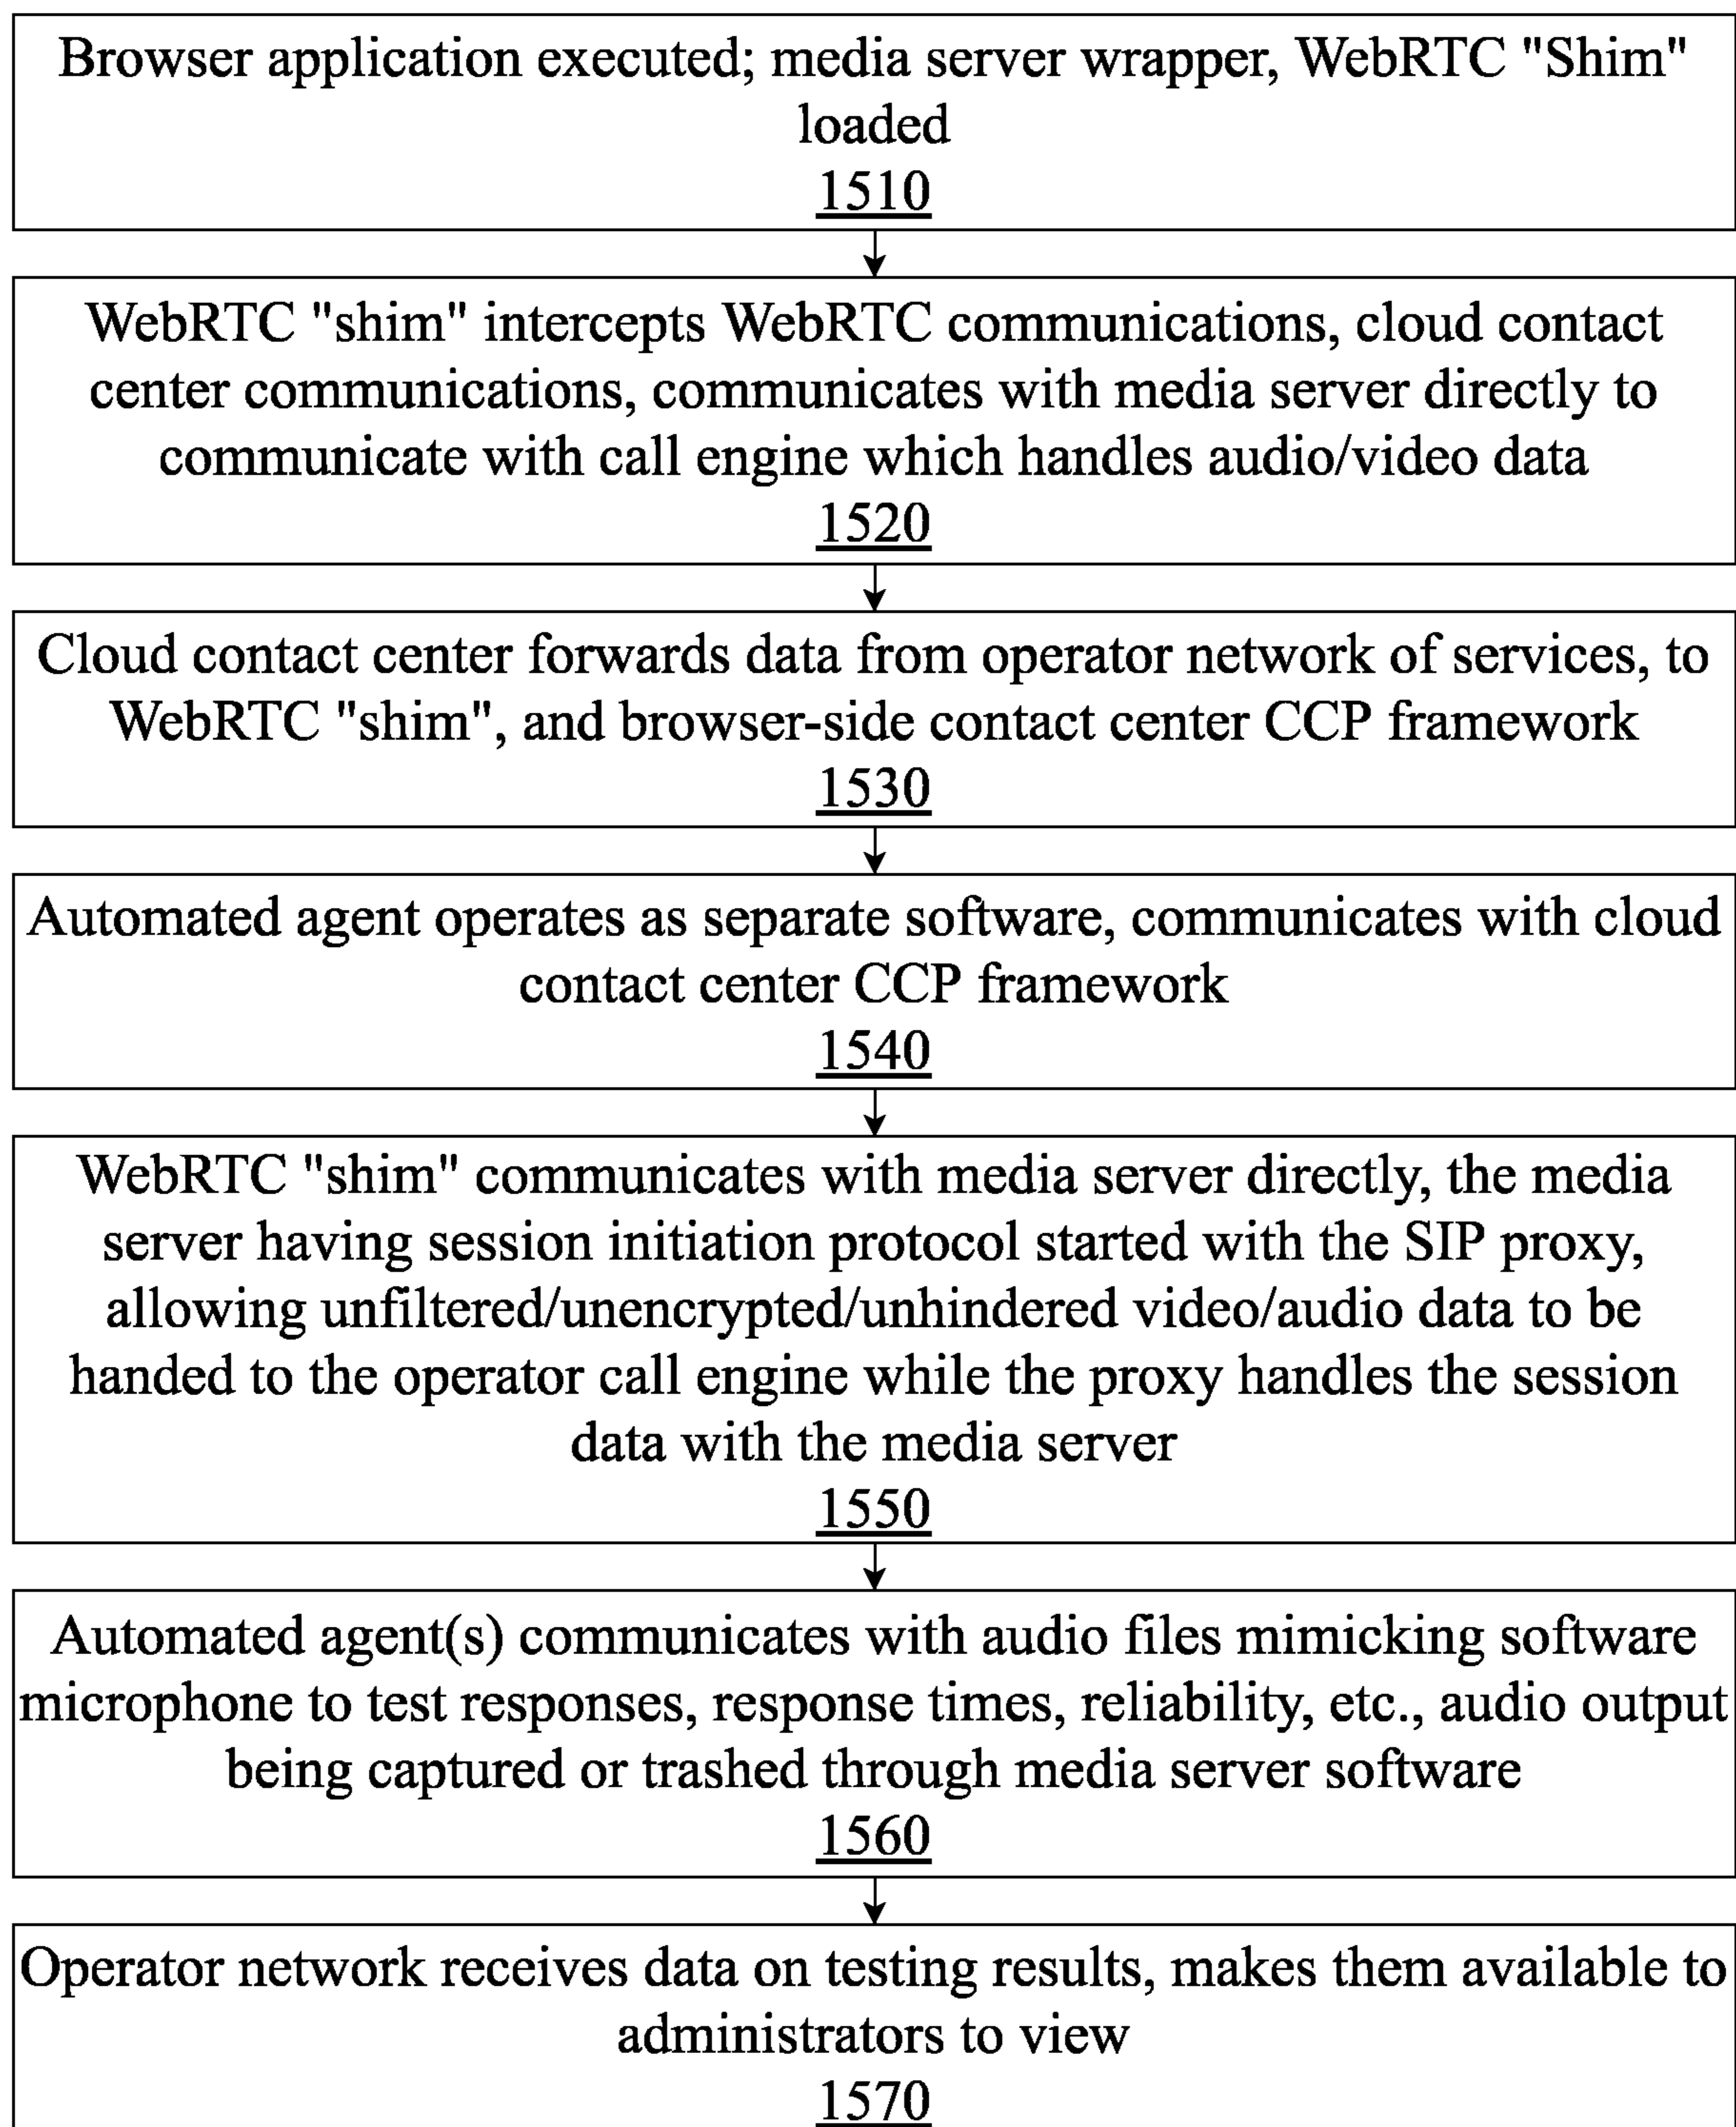 Browser application executed; media server wrapper, WebRTC "Shim"
loaded
1510
WebRTC "shim" intercepts WebRTC communications, cloud contact
center communications, communicates with media server directly to
communicate with call engine which handles audio/video data
1520
Cloud contact center forwards data from operator network of services, to
WebRTC "shim", and browser-side contact center CCP framework
1530
Automated agent operates as separate software, communicates with cloud
contact center CCP framework
1540
WebRTC "shim" communicates with media server directly, the media
server having session initiation protocol started with the SIP proxy,
allowing unfiltered/unencrypted/unhindered video/audio data to be
handed to the operator call engine while the proxy handles the session
data with the media server
1550
Automated agent(s) communicates with audio files mimicking software
microphone to test responses, response times, reliability, etc., audio output
being captured or trashed through media server software
1560
Operator network receives data on testing results, makes them available to
administrators to view
1570